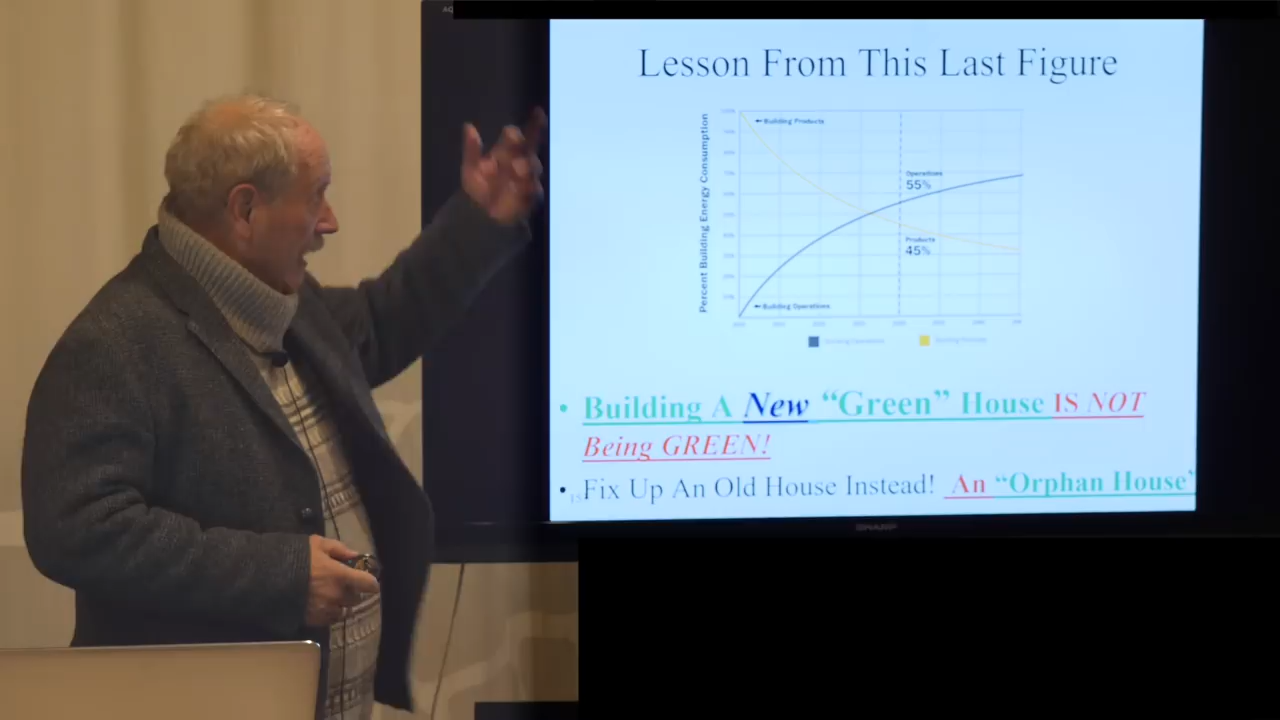 Lesson From This Last Figure
Percent Building Energy Consumption
Building Products
Operations
55%
Products
45%
Building Operations
• Building A New “Green” House IS NOT
Being GREEN!
• Fix Up An Old House Instead! An “Orphan House”
SHARP